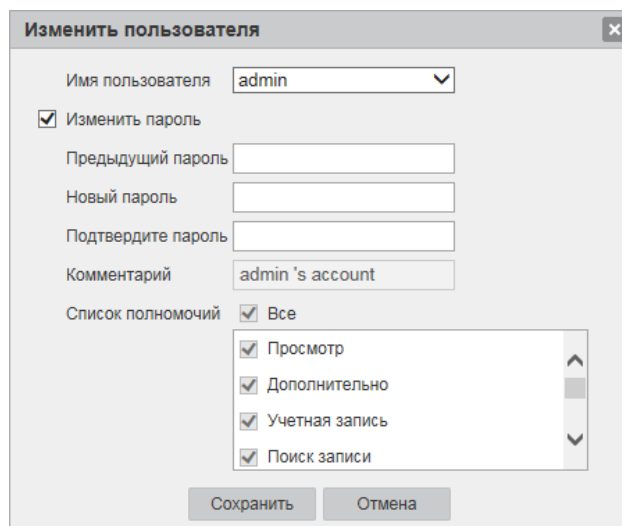 Изменить пользователя
Имя пользователя admin
Изменить пароль
Предыдущий пароль
Новый пароль
Подтвердите пароль
Комментарий admin 's account
Список полномочий Все
Просмотр
Дополнительно
Учетная запись
Поиск записи
Сохранить Отмена